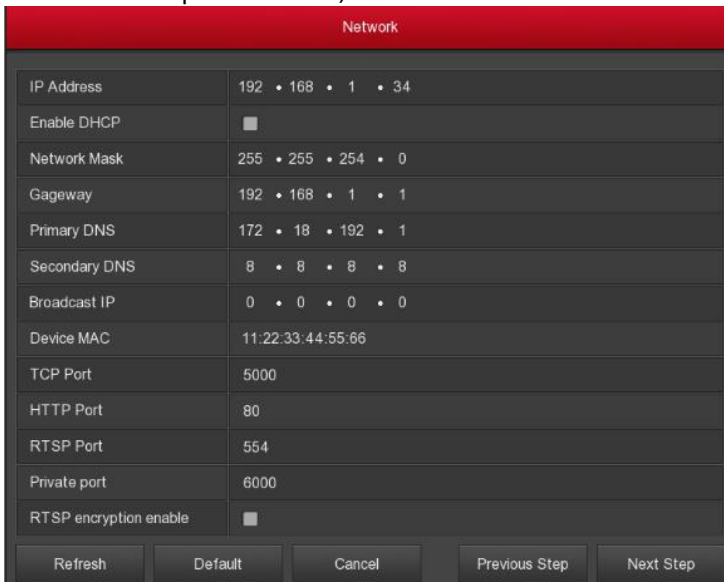 Network
IP Address 192 • 168 • 1 • 34
Enable DHCP
Network Mask 255 • 255 • 254 • 0
Gageway 192 • 168 • 1 • 1
Primary DNS 172 • 18 • 192 • 1
Secondary DNS 8 • 8 • 8 • 8
Broadcast IP 0 • 0 • 0 • 0
Device MAC 11:22:33:44:55:66
TCP Port 5000
HTTP Port 80
RTSP Port 554
Private port 6000
RTSP encryption enable
Refresh Default Cancel Previous Step Next Step